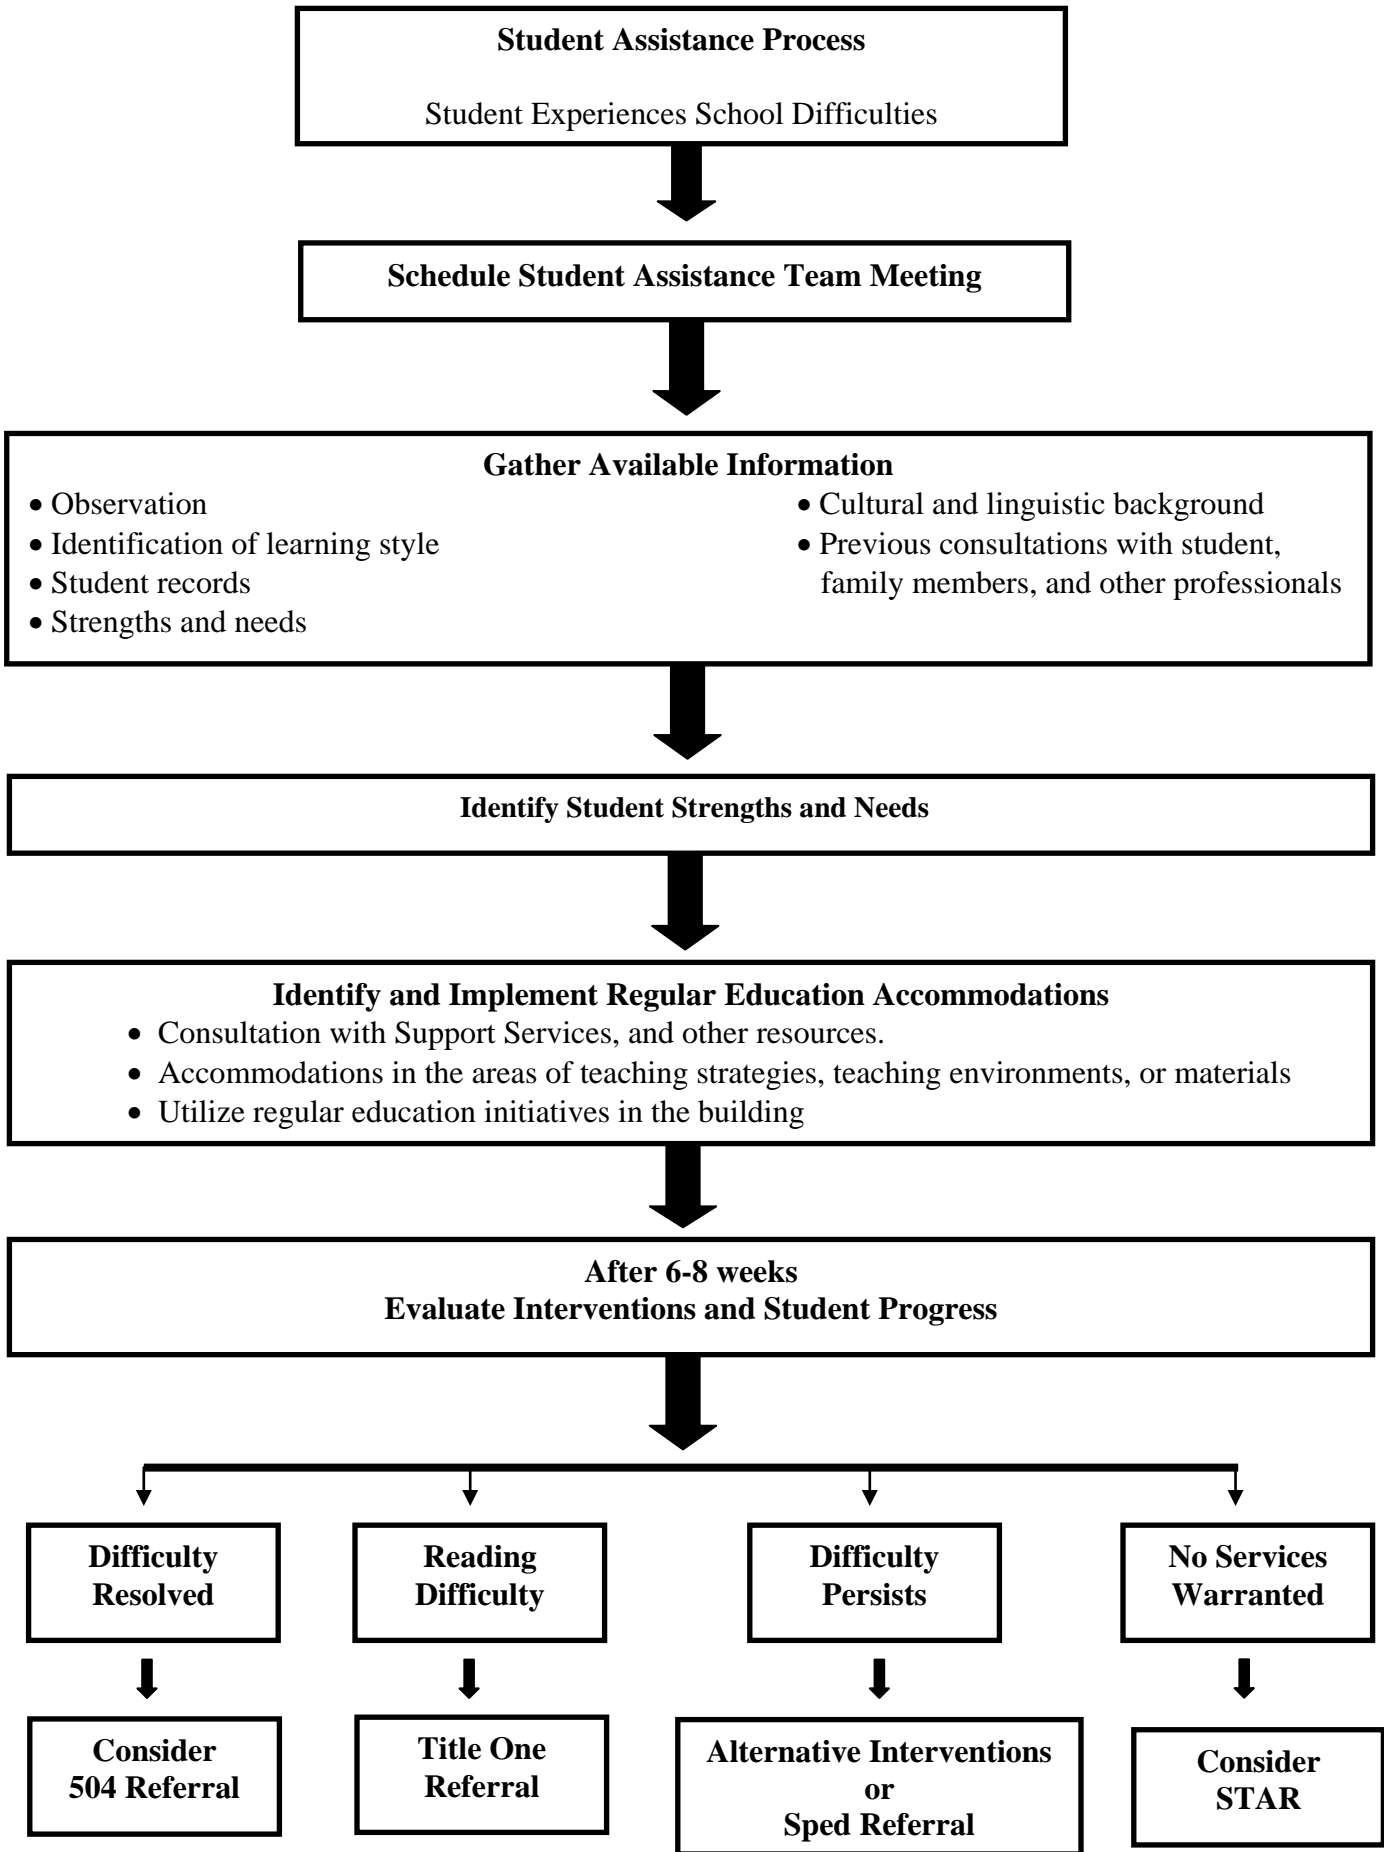 Student Assistance Process
Student Experiences School Difficulties
Schedule Student Assistance Team Meeting
Gather Available Information
• Observation
• Identification of learning style
• Student records
• Strengths and needs
• Cultural and linguistic background
• Previous consultations with student,
family members, and other professionals
Identify Student Strengths and Needs
Identify and Implement Regular Education Accommodations
• Consultation with Support Services, and other resources.
• Accommodations in the areas of teaching strategies, teaching environments, or materials
• Utilize regular education initiatives in the building
After 6-8 weeks
Evaluate Interventions and Student Progress
Difficulty
Resolved
Reading
Difficulty
Difficulty
Persists
No Services
Warranted
Consider
504 Referral
Title One
Referral
Alternative Interventions
or
Sped Referral
Consider
STAR